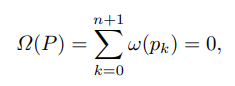 Ω(P) = ∑_{k=0}^{n+1} ω(p_k) = 0,